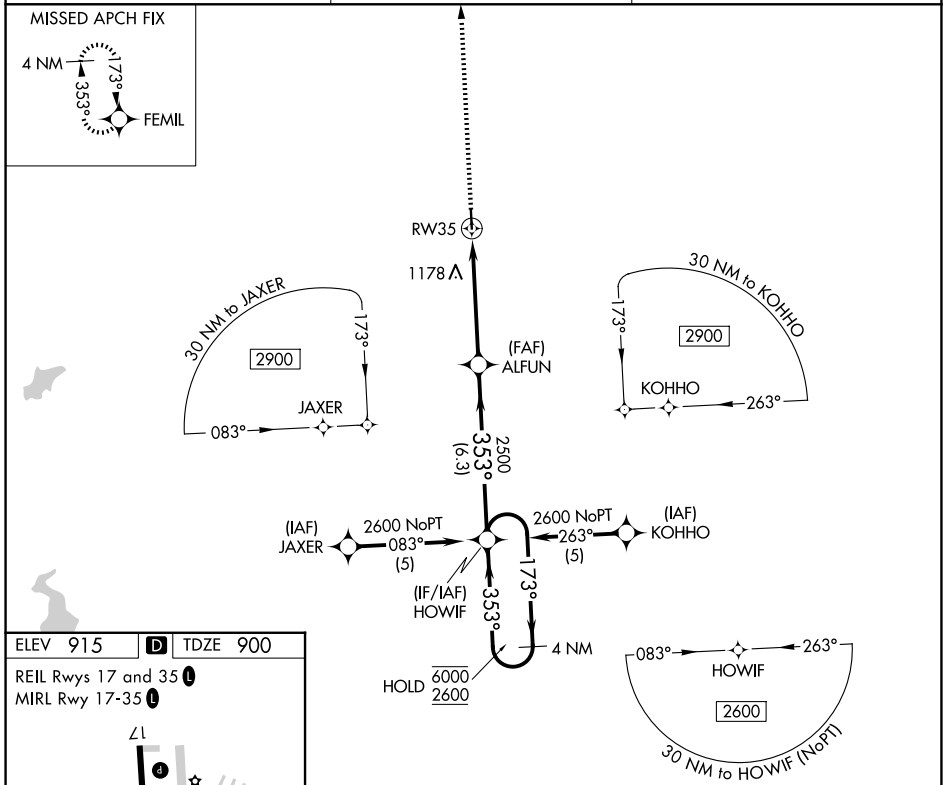 MISSED APCH FIX
4 NM
173°
353°
FEMIL
RW35
1178
30 NM to JAXER
2900
173°
JAXER
083°
30 NM to KOHHO
173°
2900
KOHHO
263°
(FAF)
ALFUN
2500
353°
(6.3)
(IAF)
JAXER
2600 NoPT
083°
(5)
2600 NoPT
263°
(5)
(IAF)
KOHHO
(IF/IAF)
HOWIF
353°
173°
4 NM
HOLD 6000
2600
083°
263°
HOWIF
2600
30 NM to HOWIF (NoPT)
ELEV 915 D TDZE 900
REIL Rwys 17 and 35 L
MIRL Rwy 17-35 L
17
P